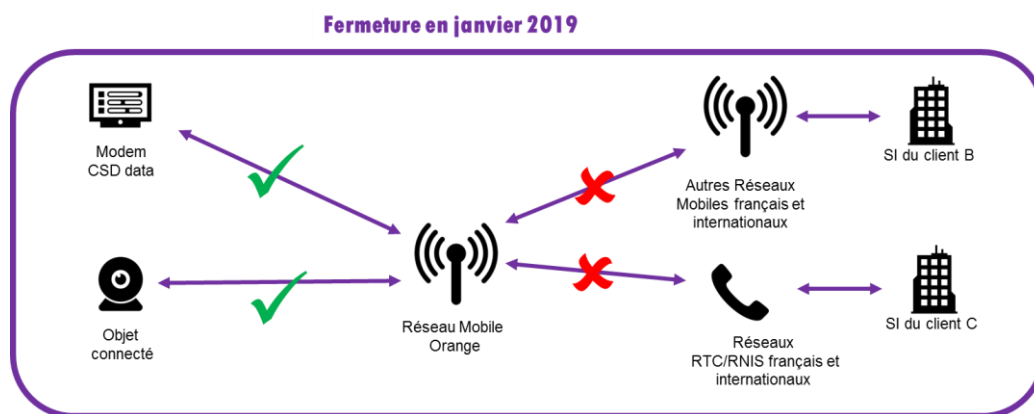 Fermeture en janvier 2019
Modem
CSD data
Autres Réseaux
Mobiles français et
internationaux
SI du client B
Objet
connecté
Réseau Mobile
Orange
Réseaux
RTC/RNIS français et
internationaux
SI du client C